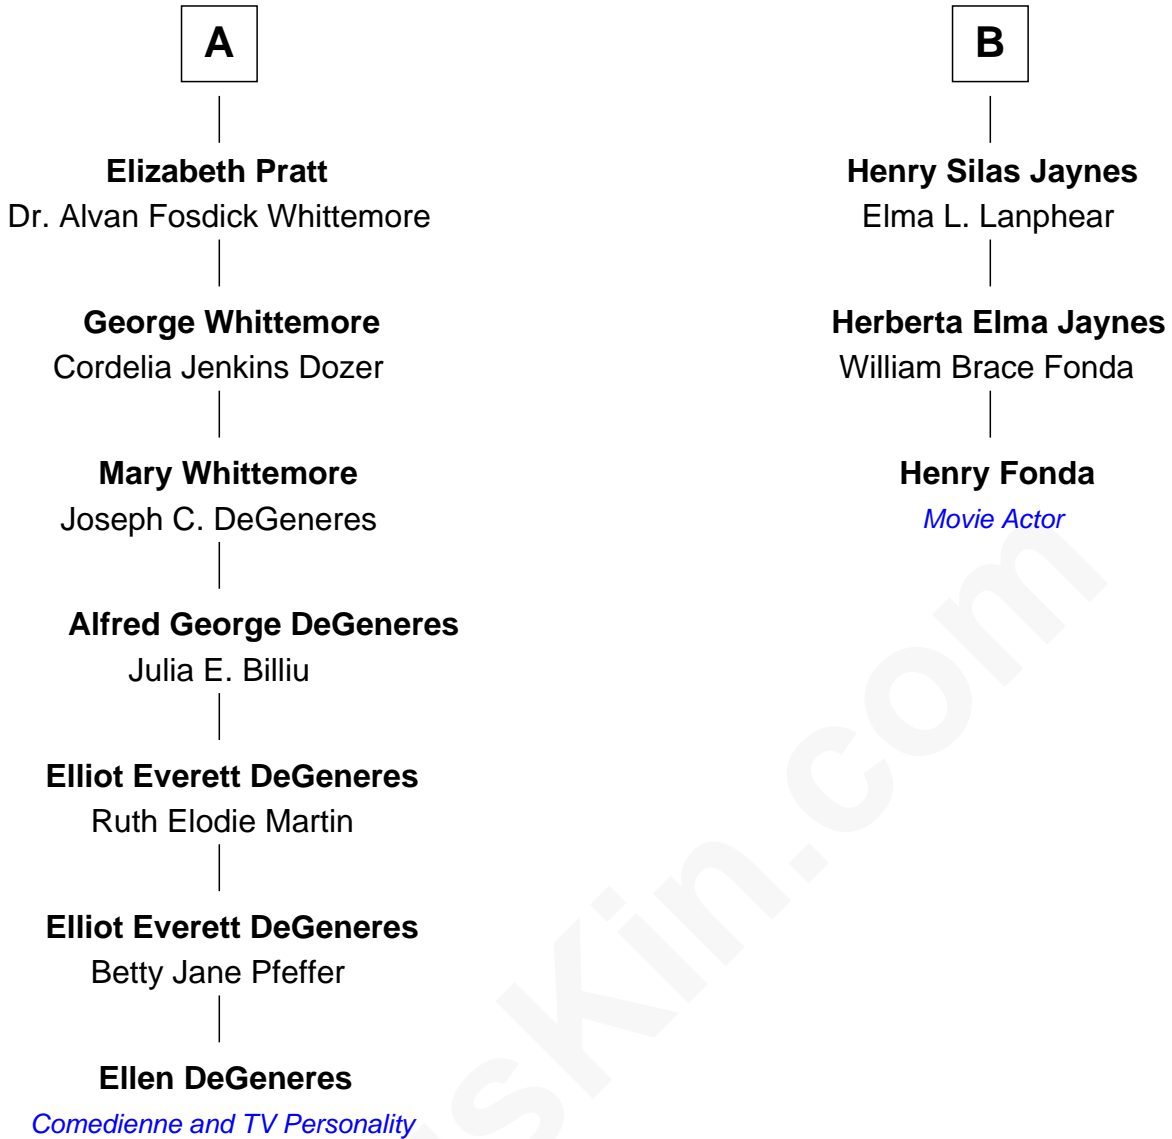 A
Elizabeth Pratt
Dr. Alvan Fosdick Whittemore
George Whittemore
Cordelia Jenkins Dozer
Mary Whittemore
Joseph C. DeGeneres
Alfred George DeGeneres
Julia E. Billiu
Elliot Everett DeGeneres
Ruth Elodie Martin
Elliot Everett DeGeneres
Betty Jane Pfeffer
Ellen DeGeneres
Comedienne and TV Personality
B
Henry Silas Jaynes
Elma L. Lanphear
Herberta Elma Jaynes
William Brace Fonda
Henry Fonda
Movie Actor
usKin.com